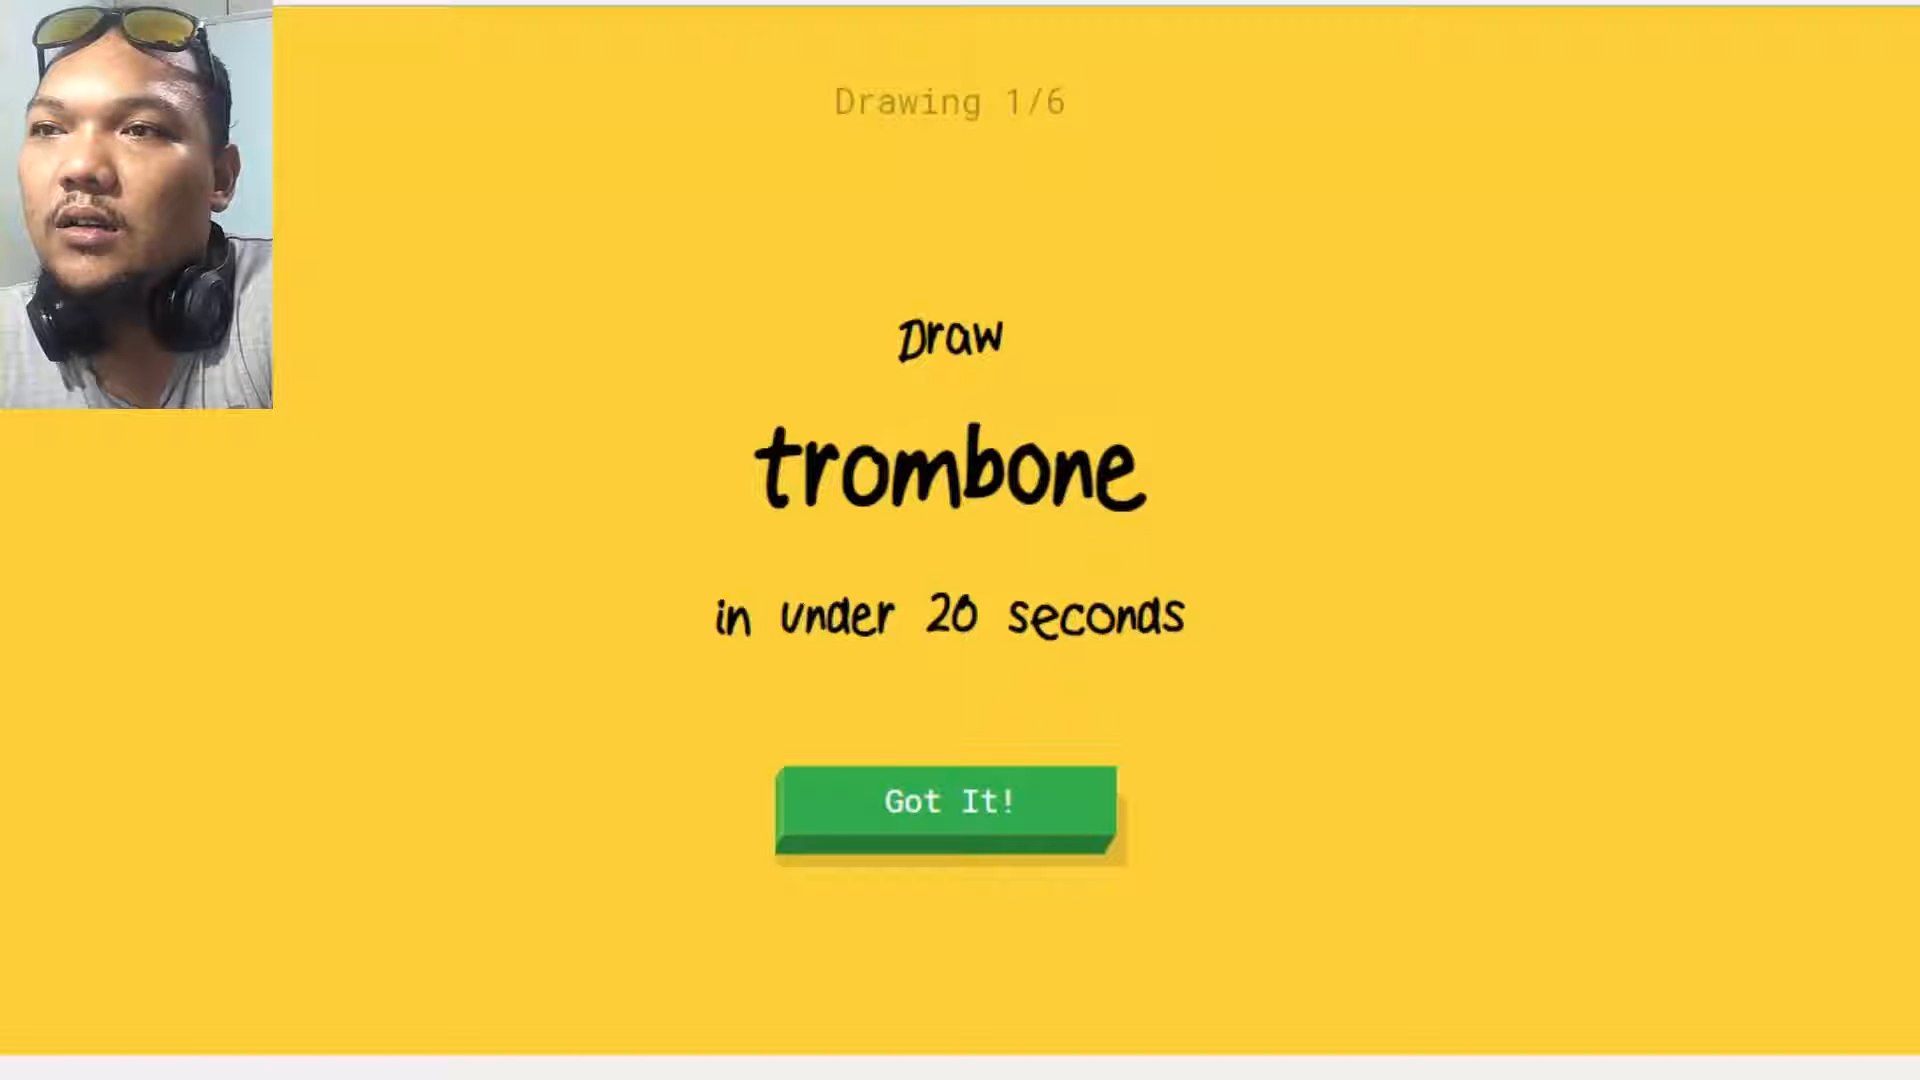 Drawing 1/6
Draw
trombone
in under 20 seconds
Got It!